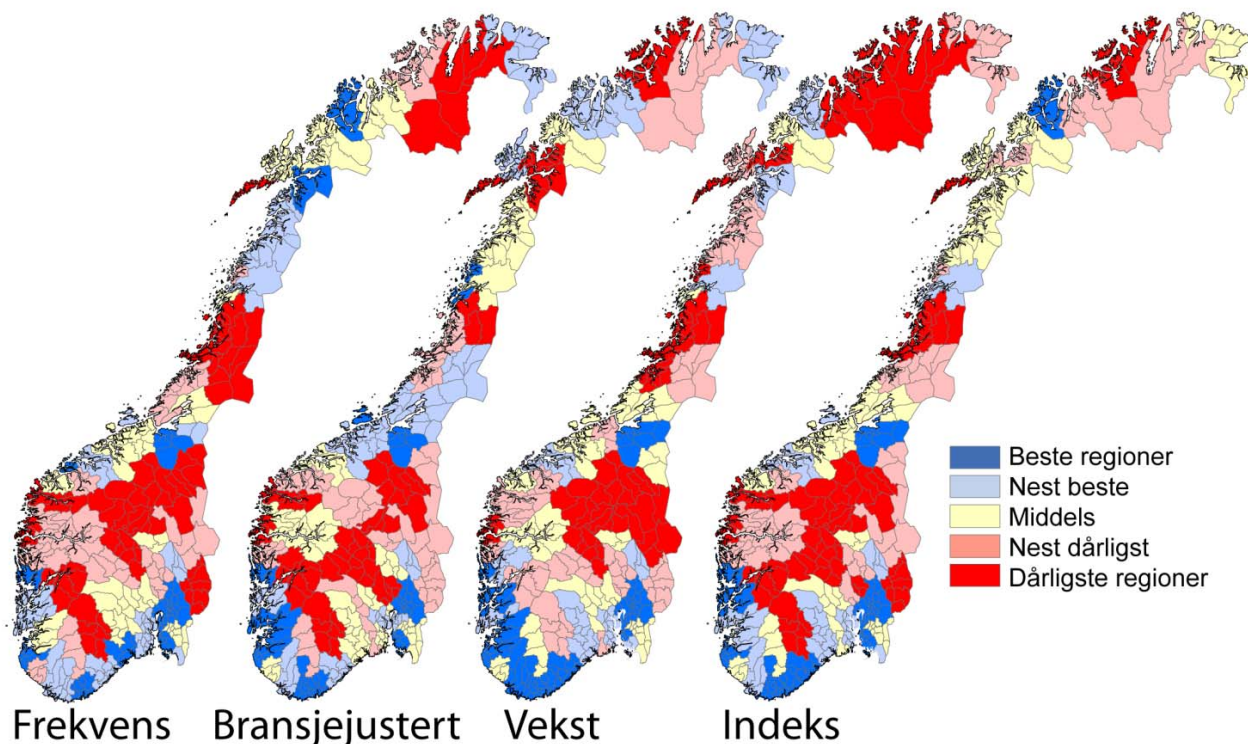 Beste regioner
Nest beste
Middels
Nest dårligst
Dårligste regioner
Frekvens Bransjejustert Vekst Indeks